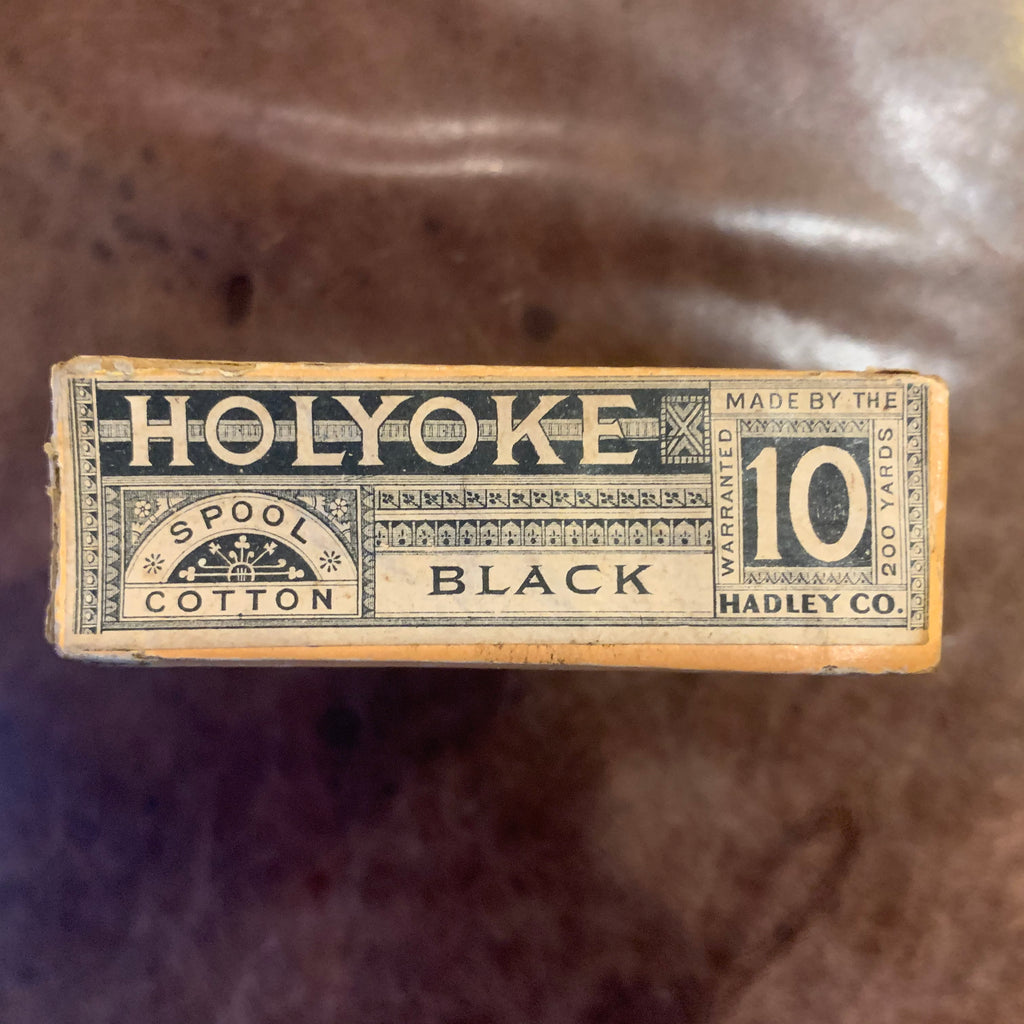 HOLYOKE
SPOOL
COTTON
BLACK
MADE BY THE
WARRANTED
10
200 YARDS
HADLEY CO.